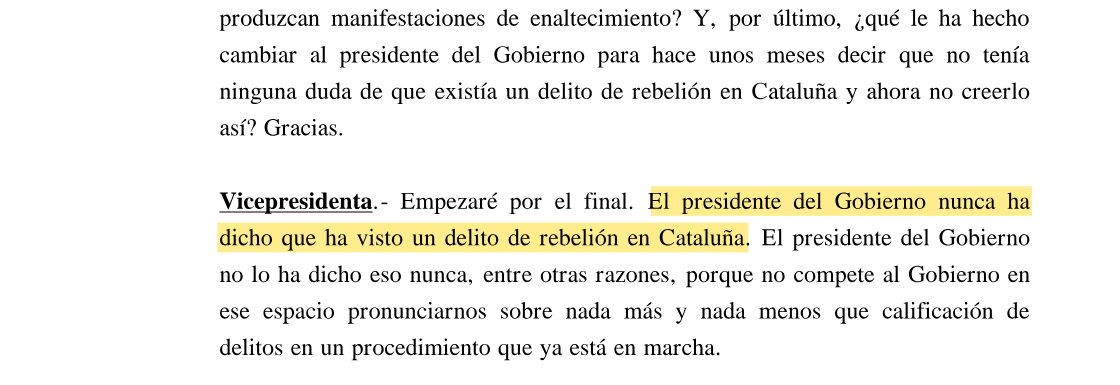 produzcan manifestaciones de enaltecimiento? Y, por último, ¿qué le ha hecho
cambiar al presidente del Gobierno para hace unos meses decir que no tenía
ninguna duda de que existía un delito de rebelión en Cataluña y ahora no creerlo
así? Gracias.
Vicepresidenta.- Empezaré por el final. El presidente del Gobierno nunca ha
dicho que ha visto un delito de rebelión en Cataluña. El presidente del Gobierno
no lo ha dicho eso nunca, entre otras razones, porque no compete al Gobierno en
ese espacio pronunciarnos sobre nada más y nada menos que calificación de
delitos en un procedimiento que ya está en marcha.